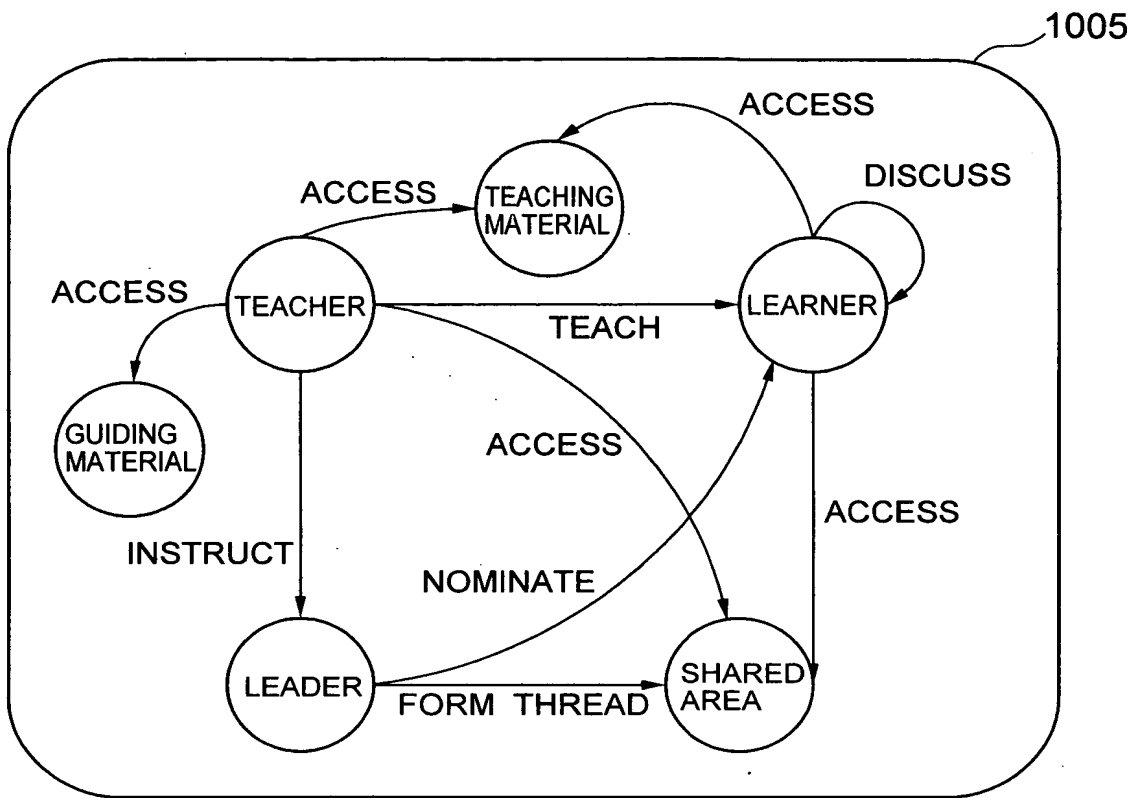 1005
ACCESS
DISCUSS
ACCESS
TEACHING
MATERIAL
ACCESS
TEACHER
LEARNER
TEACH
GUIDING
MATERIAL
ACCESS
ACCESS
INSTRUCT
NOMINATE
LEADER
SHARED
AREA
FORM THREAD